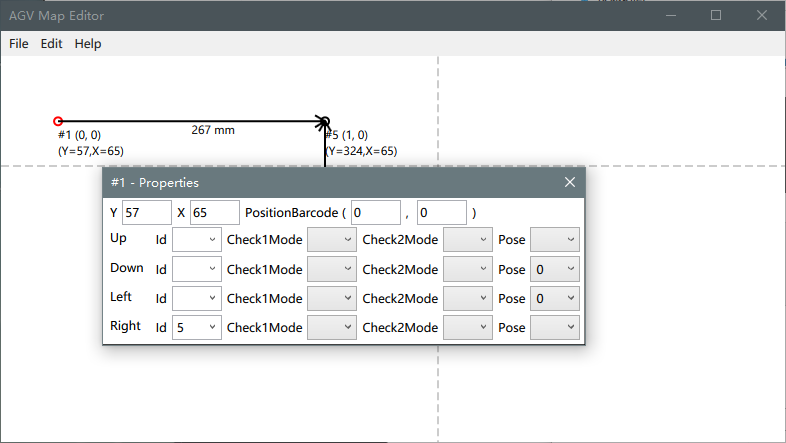 AGV Map Editor
File Edit Help
267 mm
#1 (0, 0)
(Y=57,X=65)
#5 (1, 0)
(Y=324,X=65)
#1 - Properties
Y 57 X 65 PositionBarcode ( 0 , 0 )
Up Id Check1Mode Check2Mode Pose
Down Id Check1Mode Check2Mode Pose 0
Left Id Check1Mode Check2Mode Pose 0
Right Id 5 Check1Mode Check2Mode Pose